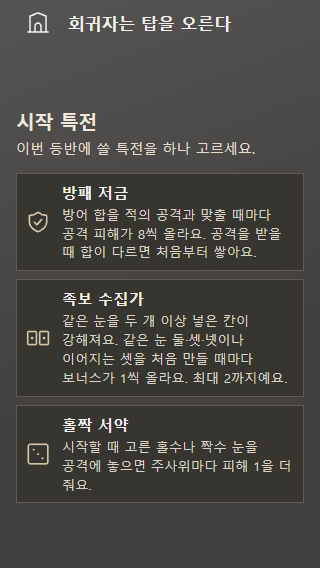 회귀자는 탑을 오른다
시작 특전
이번 등반에 쓸 특전을 하나 고르세요.
방패 저금
방어 합을 적의 공격과 맞출 때마다
공격 피해가 8씩 올라요. 공격을 받을
때 합이 다르면 처음부터 쌓아요.
족보 수집가
같은 눈을 두 개 이상 넣은 칸이
강해져요. 같은 눈 둘·셋·넷이나
이어지는 셋을 처음 만들 때마다
보너스가 1씩 올라요. 최대 2까지예요.
홀짝 서약
시작할 때 고른 홀수나 짝수 눈을
공격에 놓으면 주사위마다 피해 1을 더
줘요.